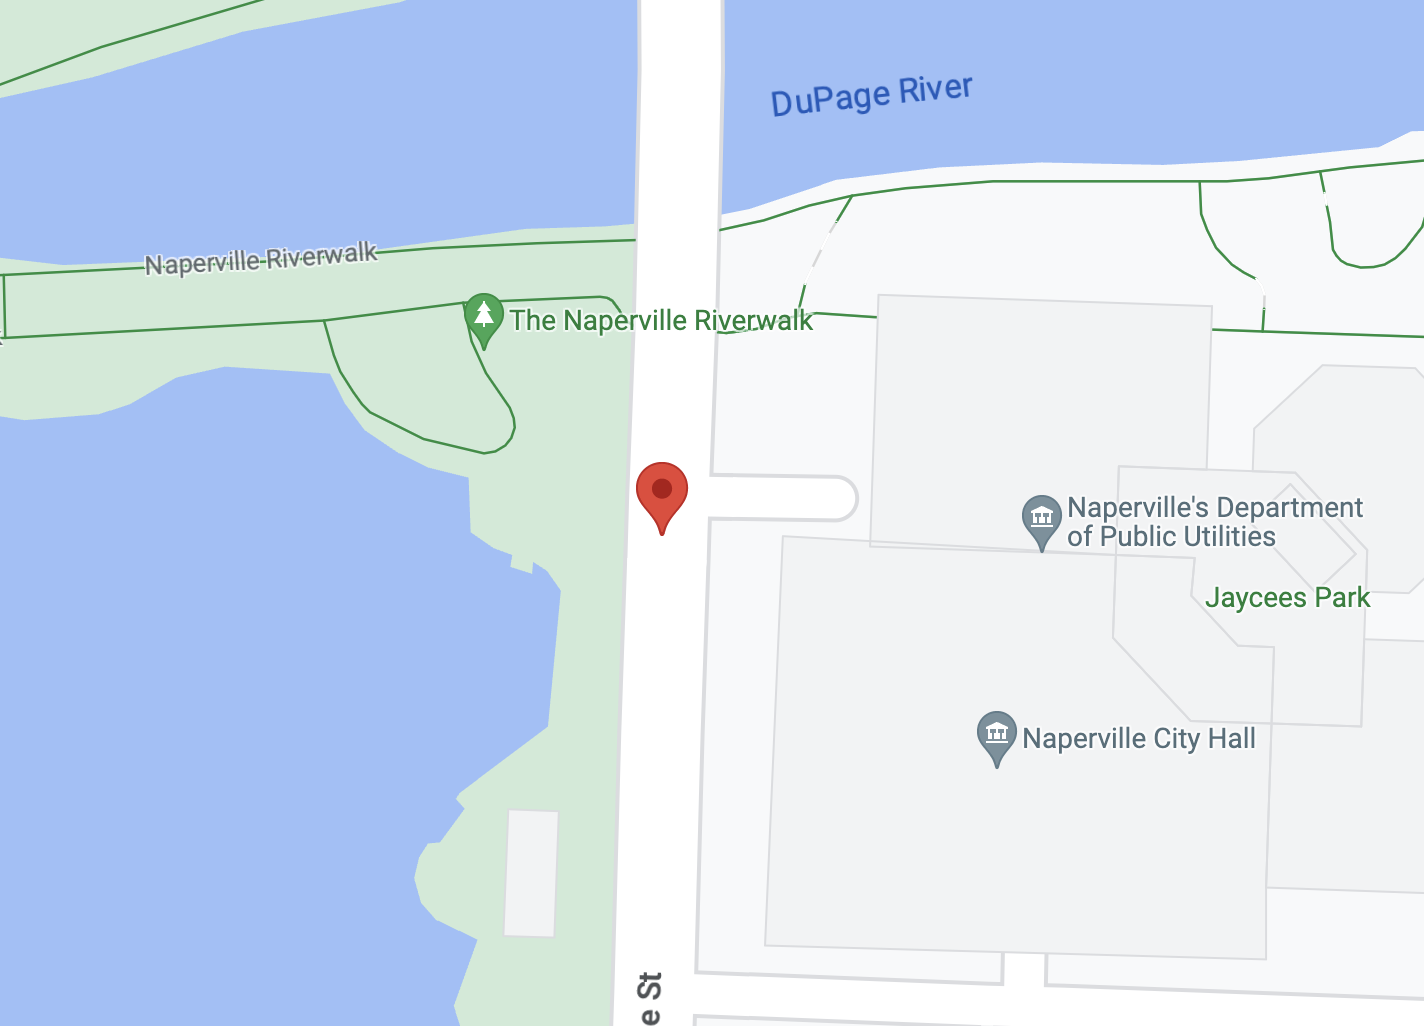 DuPage River
Naperville Riverwalk
The Naperville Riverwalk
Naperville's Department
of Public Utilities
Jaycees Park
Naperville City Hall
e St